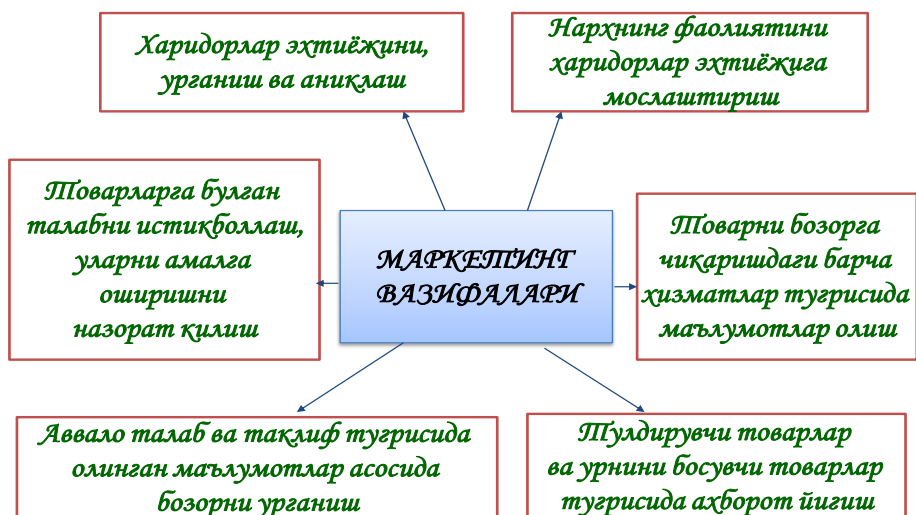 Харидорлар эхтиёжини,
урганиш ва аниклаш
Нархнинг фаолиятини
харидорлар эхтиёжига
мослаштириш
Товарларга булган
талабни истикболлаш,
уларни амалга
оширишни
назорат килиш
МАРКЕТИНГ
ВАЗИФАЛАРИ
Товарни бозорга
чикаришдаги барча
хизматлар тугрисида
маълумотлар олиш
Аввало талаб ва таклиф тугрисида
олинган маълумотлар асосида
бозорни урганиш
Тулдирувчи товарлар
ва урнини босувчи товарлар
тугрисида ахборот йигиш